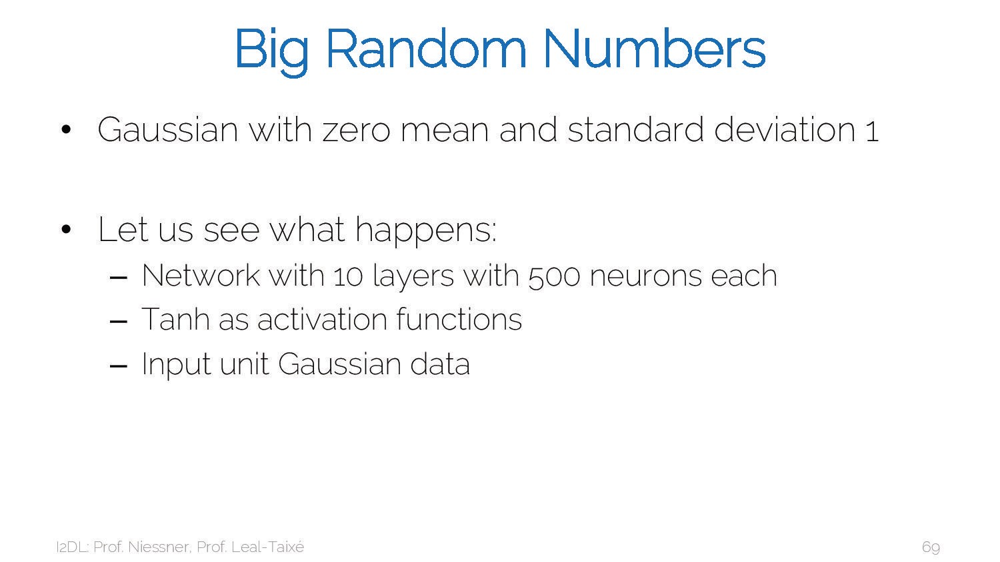 Big Random Numbers
• Gaussian with zero mean and standard deviation 1
• Let us see what happens:
– Network with 10 layers with 500 neurons each
– Tanh as activation functions
– Input unit Gaussian data
I2DL: Prof. Niessner, Prof. Leal-Taixé
69